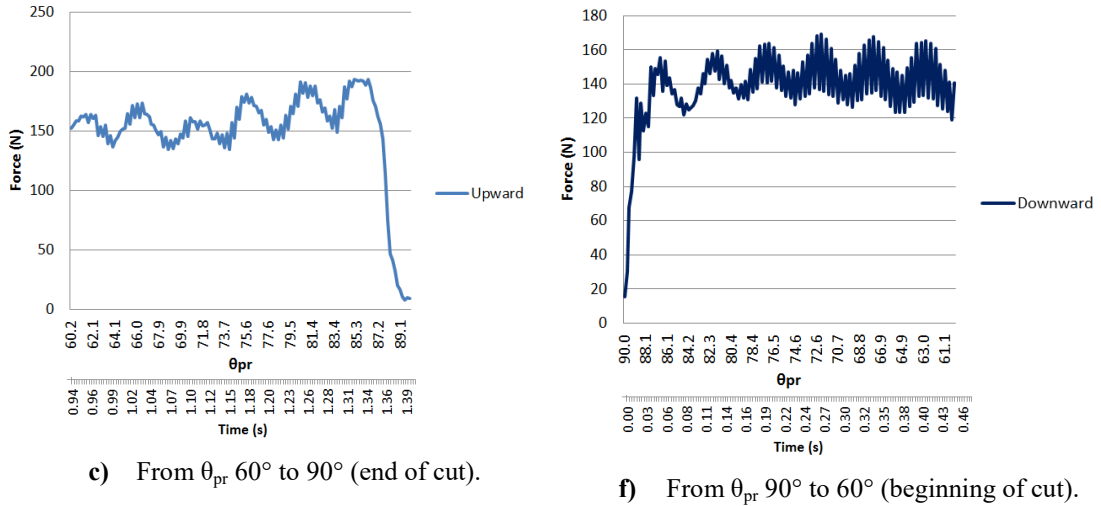 250
200
150
100
50
0
Force (N)
60.2 62.1 64.1 66.0 67.9 69.9 71.8 73.7 75.6 77.6 79.5 81.4 83.4 85.3 87.2 89.1
θpr
0.94 0.96 0.99 1.02 1.04 1.07 1.10 1.12 1.15 1.18 1.20 1.23 1.26 1.28 1.31 1.34 1.36 1.39
Time (s)
Upward
c) From θpr 60° to 90° (end of cut).
180
160
140
120
100
80
60
40
20
0
Force (N)
90.0 88.1 86.1 84.2 82.3 80.4 78.4 76.5 74.6 72.6 70.7 68.8 66.9 64.9 63.0 61.1
θpr
0.00 0.03 0.06 0.08 0.11 0.14 0.16 0.19 0.22 0.24 0.27 0.30 0.32 0.35 0.38 0.40 0.43 0.46
Time (s)
Downward
f) From θpr 90° to 60° (beginning of cut).